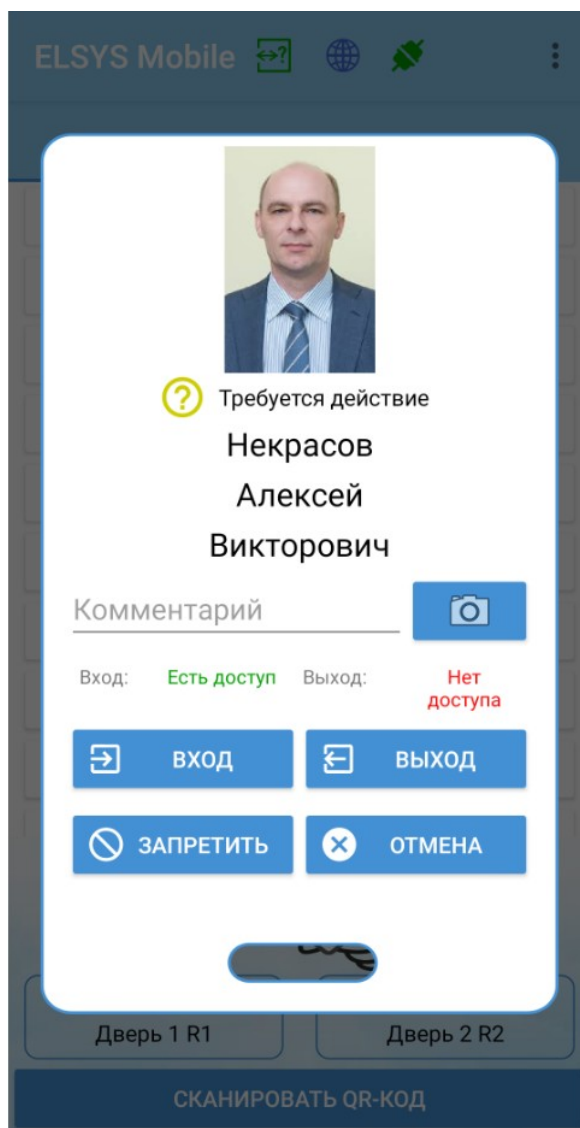 ELSYS Mobile
Требуется действие
Некрасов
Алексей
Викторович
Комментарий
Вход: Есть доступ Выход: Нет доступа
ВХОД ВЫХОД
ЗАПРЕТИТЬ ОТМЕНА
Дверь 1 R1 Дверь 2 R2
СКАНИРОВАТЬ QR-КОД